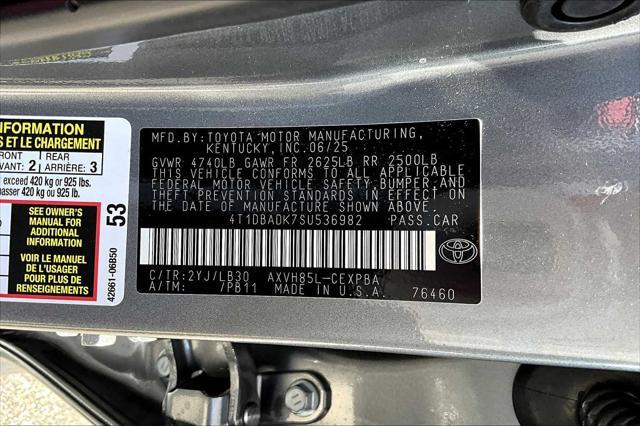 INFORMATION
S ET LE CHARGEMENT
FRONT
AVANT: 2
REAR
ARRIÈRE: 3
d exceed 420 kg or 925 lbs.
passer 420 kg ou 925 lb.
SEE OWNER'S
MANUAL FOR
ADDITIONAL
INFORMATION
VOIR LE MANUEL
DE L'USAGER
POUR PLUS DE
RENSEIGNEMENTS
53
42661-06B50
MFD.BY:TOYOTA MOTOR MANUFACTURING,
KENTUCKY, INC.06/25
GVWR 4740LB GAWR FR 2625LB RR 2500LB
THIS VEHICLE CONFORMS TO ALL APPLICABLE
FEDERAL MOTOR VEHICLE SAFETY,BUMPER,AND
THEFT PREVENTION STANDARDS IN EFFECT ON
THE DATE OF MANUFACTURE SHOWN ABOVE.
4T1DBADK7SU536982 PASS.CAR
C/TR:2YJ/LB30 AXVH85L-CEXPBA
A/TM: /PB11 MADE IN U.S.A. 76460